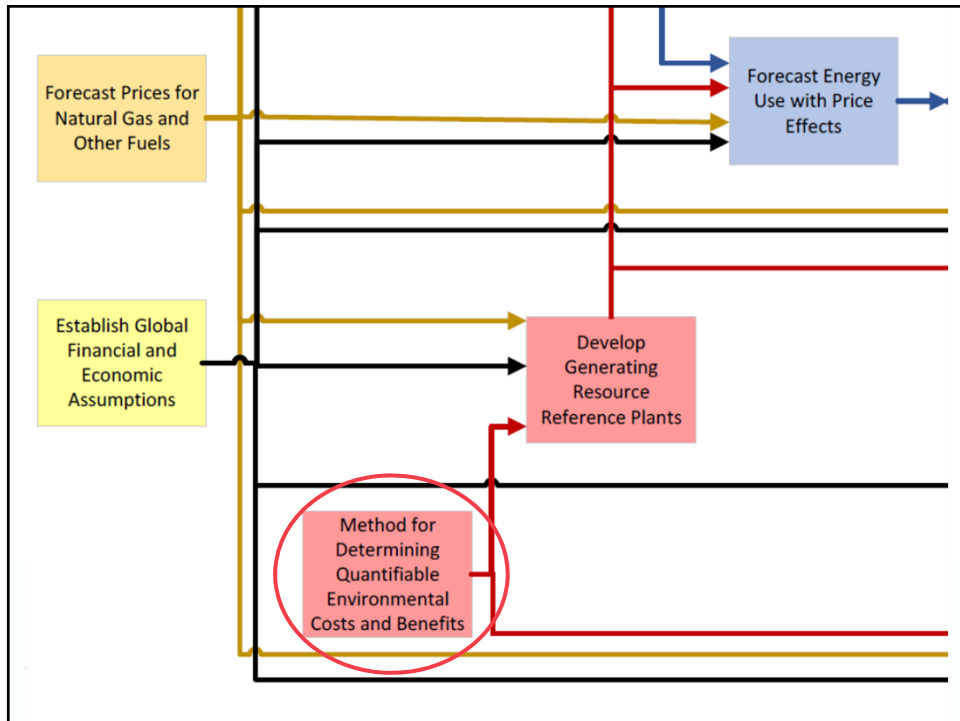 Forecast Prices for
Natural Gas and
Other Fuels
Forecast Energy
Use with Price
Effects
Establish Global
Financial and
Economic
Assumptions
Develop
Generating
Resource
Reference Plants
Method for
Determining
Quantifiable
Environmental
Costs and Benefits